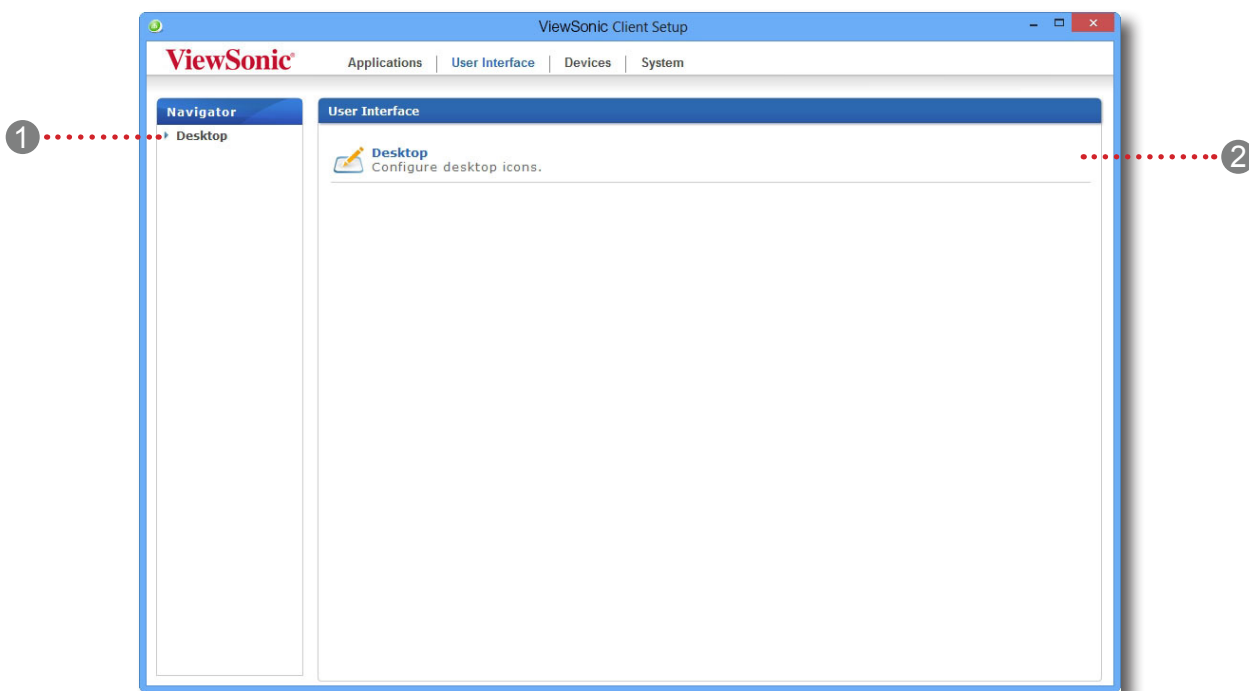 ViewSonic Client Setup
ViewSonic®
Applications | User Interface | Devices | System
Navigator
Desktop
User Interface
Desktop
Configure desktop icons.
1
2